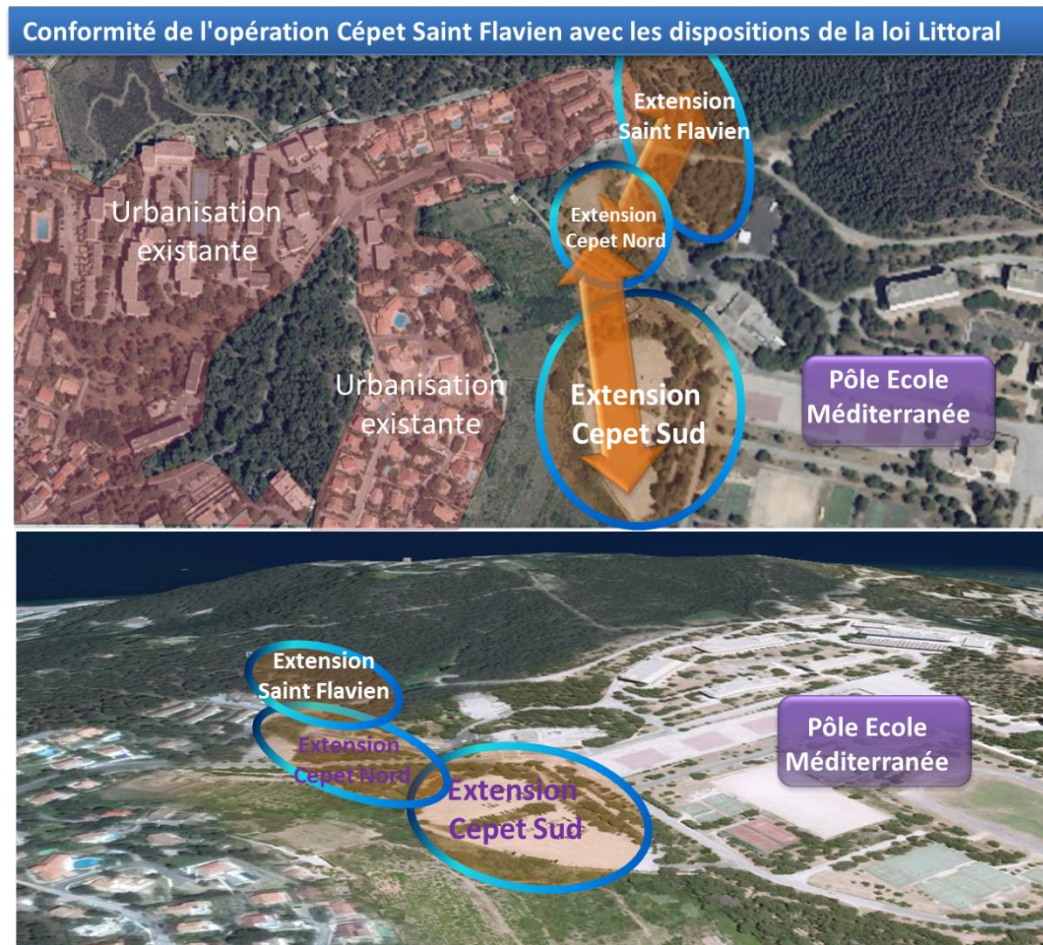 Conformité de l'opération Cépet Saint Flavien avec les dispositions de la loi Littoral
Extension
Saint Flavien
Urbanisation
existante
Extension
Cepet Nord
Urbanisation
existante
Extension
Cepet Sud
Pôle Ecole
Méditerranée
Extension
Saint Flavien
Extension
Cepet Nord
Extension
Cepet Sud
Pôle Ecole
Méditerranée